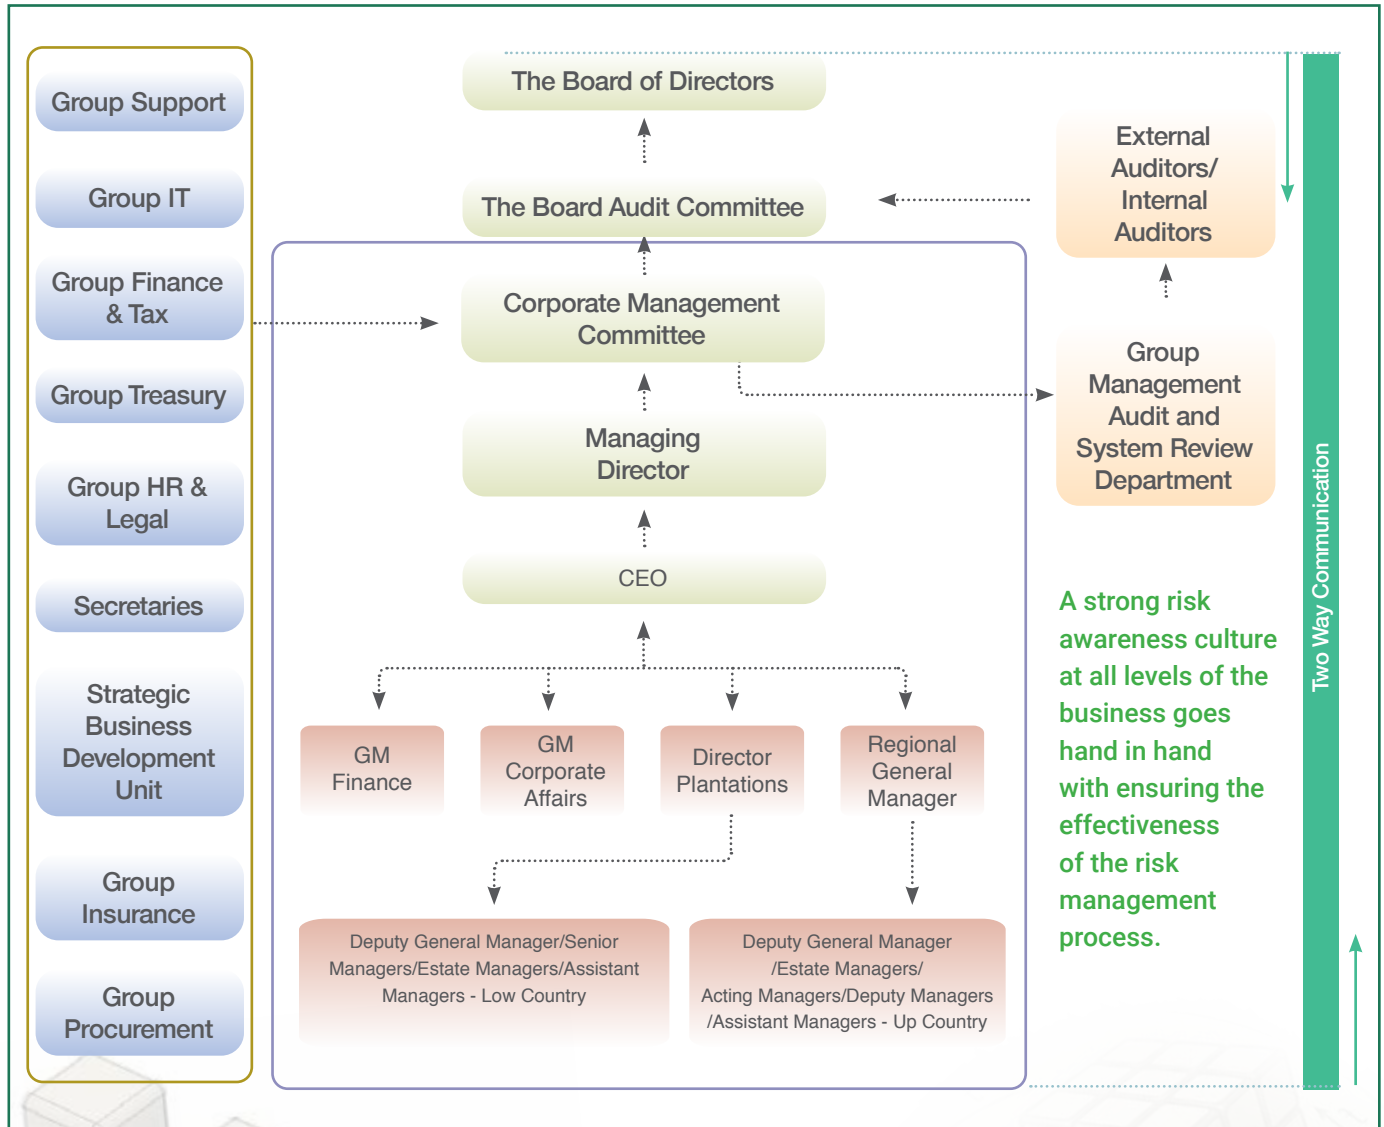 Group Support
Group IT
Group Finance
& Tax
Group Treasury
Group HR &
Legal
Secretaries
Strategic
Business
Development
Unit
Group
Insurance
Group
Procurement
The Board of Directors
The Board Audit Committee
Corporate Management
Committee
Managing
Director
CEO
GM
Finance
GM
Corporate
Affairs
Director
Plantations
Regional
General
Manager
Deputy General Manager/Senior
Managers/Estate Managers/Assistant
Managers - Low Country
Deputy General Manager
/Estate Managers/
Acting Managers/Deputy Managers
/Assistant Managers - Up Country
External
Auditors/
Internal
Auditors
Group
Management
Audit and
System Review
Department
A strong risk
awareness culture
at all levels of the
business goes
hand in hand
with ensuring the
effectiveness
of the risk
management
process.
Two Way Communication